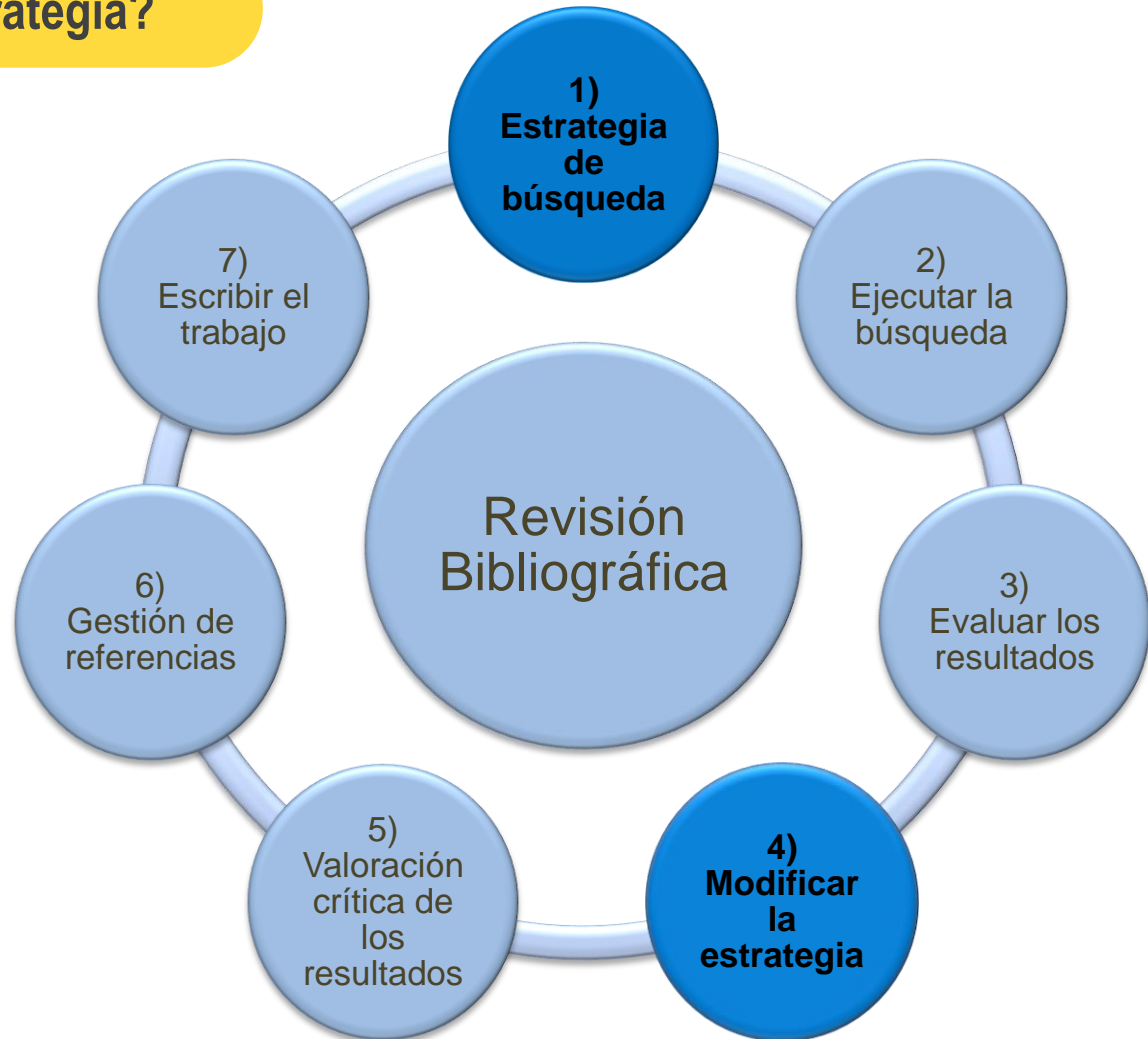 rategia?
1)
Estrategia
de
búsqueda
2)
Ejecutar la
búsqueda
3)
Evaluar los
resultados
4)
Modificar
la
estrategia
5)
Valoración
crítica de
los
resultados
6)
Gestión de
referencias
7)
Escribir el
trabajo
Revisión
Bibliográfica